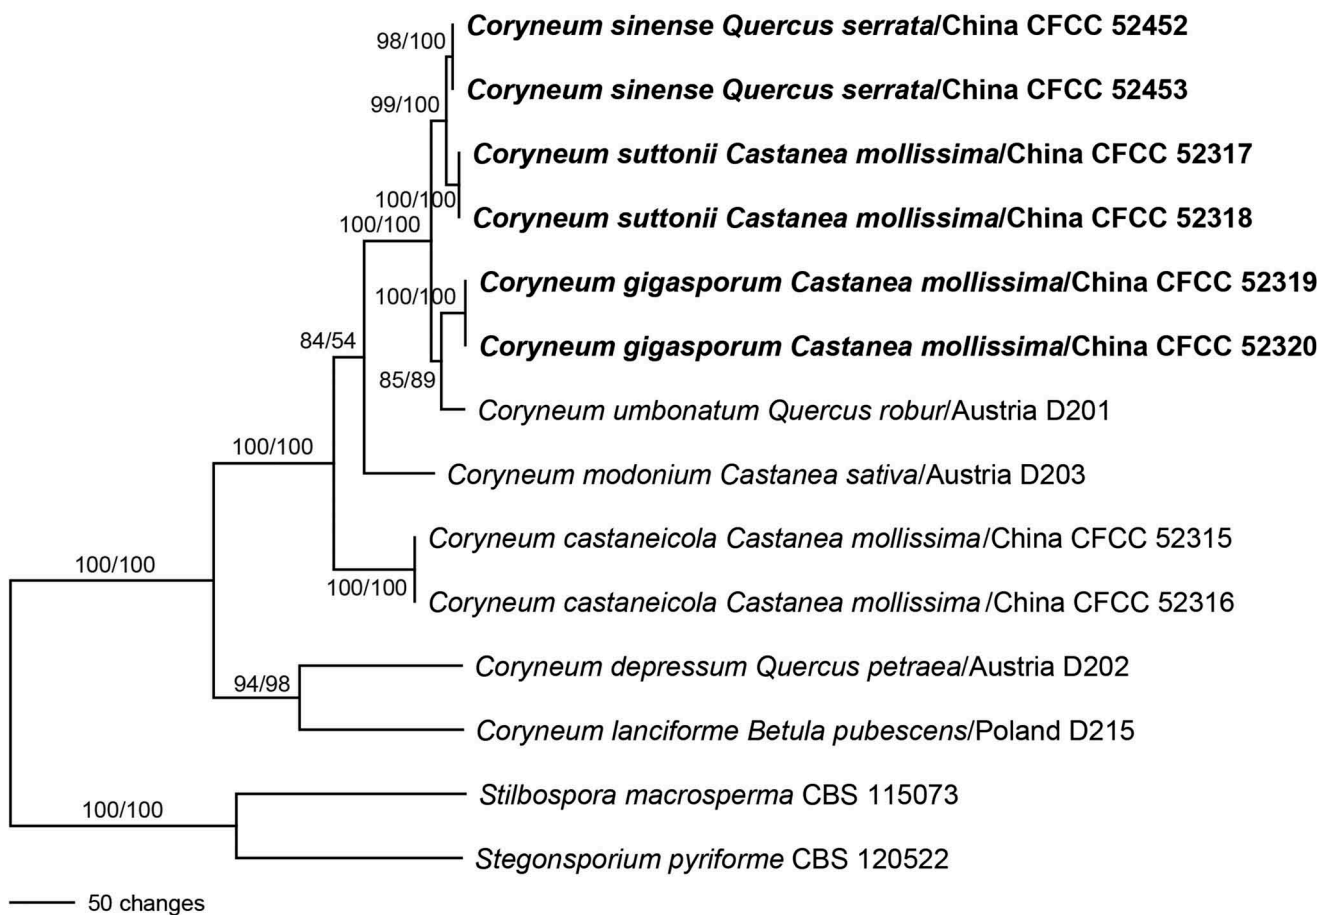 98/100
Coryneum sinense Quercus serrata/China CFCC 52452
Coryneum sinense Quercus serrata/China CFCC 52453
99/100
Coryneum suttonii Castanea mollissima/China CFCC 52317
100/100
Coryneum suttonii Castanea mollissima/China CFCC 52318
100/100
Coryneum gigasporum Castanea mollissima/China CFCC 52319
100/100
Coryneum gigasporum Castanea mollissima/China CFCC 52320
84/54
85/89
Coryneum umbonatum Quercus robur/Austria D201
100/100
Coryneum modonium Castanea sativa/Austria D203
Coryneum castaneicola Castanea mollissima/China CFCC 52315
100/100
100/100
Coryneum castaneicola Castanea mollissima /China CFCC 52316
Coryneum depressum Quercus petraea/Austria D202
94/98
Coryneum lanciforme Betula pubescens/Poland D215
Stilbospora macrosperma CBS 115073
100/100
Stegonsporium pyriforme CBS 120522
50 changes